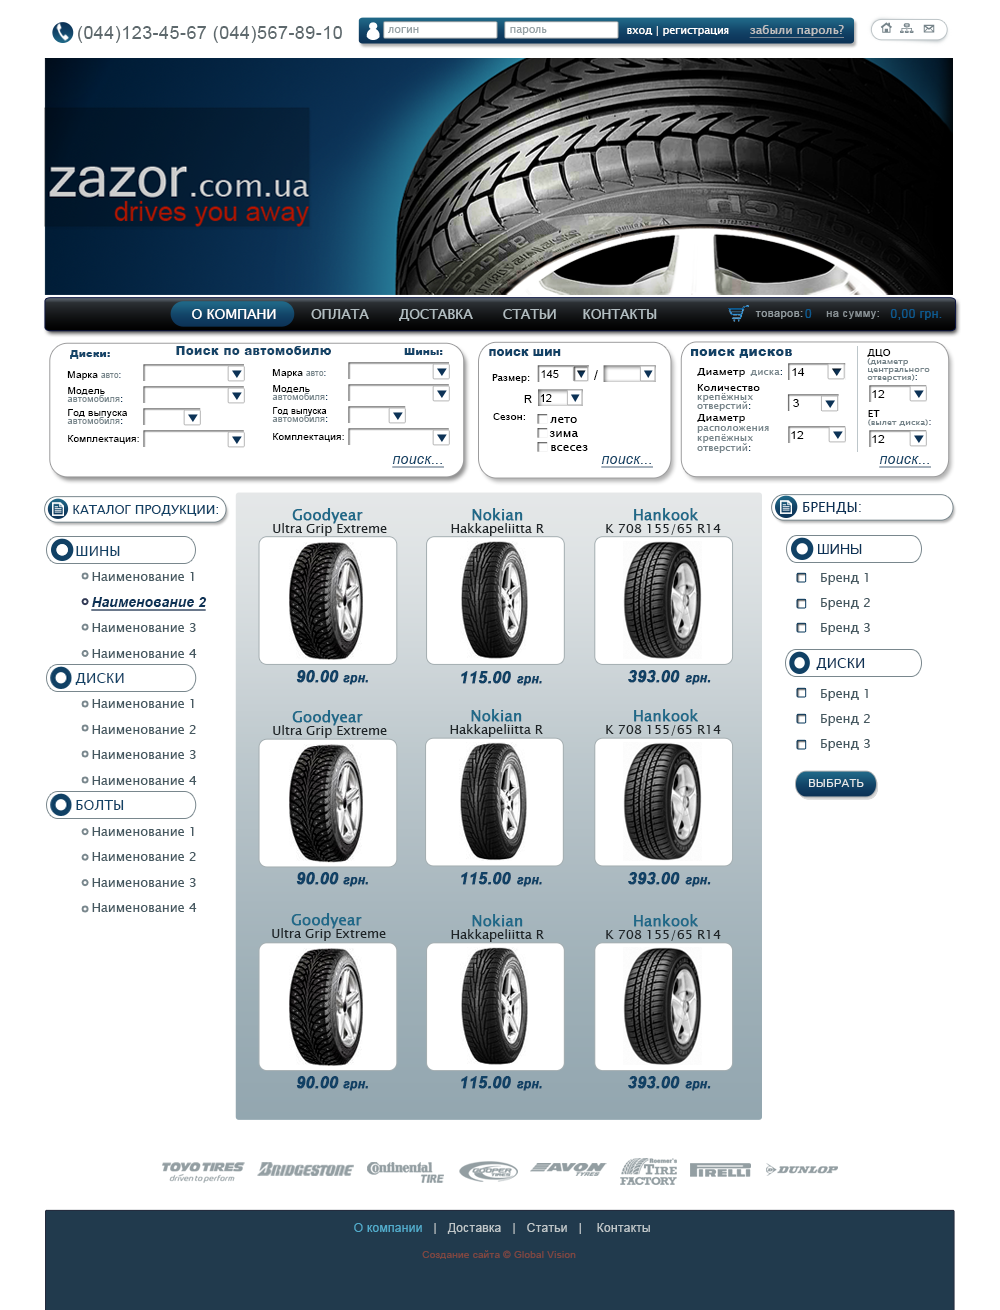 (044)123-45-67 (044)567-89-10
логин
пароль
вход | регистрация
забыли пароль?
zazor.com.ua
drives you away
О КОМПАНИ ОПЛАТА ДОСТАВКА СТАТЬИ КОНТАКТЫ
товаров:0 на сумму: 0,00 грн.
Поиск по автомобилю
Диски:
Марка авто:
Модель
автомобиля:
Год выпуска
автомобиля:
Комплектация:
Шины:
Марка авто:
Модель
автомобиля:
Год выпуска
автомобиля:
Комплектация:
поиск...
поиск шин
Размер: 145 /
R 12
Сезон: лето
зима
всесез
поиск...
поиск дисков
Диаметр диска: 14
Количество
крепёжных
отверстий: 3
Диаметр
расположения
крепёжных
отверстий: 12
ДЦО
(диаметр
центрального
отверстия):
12
ЕТ
(вылет диска):
12
поиск...
КАТАЛОГ ПРОДУКЦИИ:
ШИНЫ
Наименование 1
Наименование 2
Наименование 3
Наименование 4
ДИСКИ
Наименование 1
Наименование 2
Наименование 3
Наименование 4
БОЛТЫ
Наименование 1
Наименование 2
Наименование 3
Наименование 4
Goodyear
Ultra Grip Extreme
90.00 грн.
Nokian
Hakkapeliitta R
115.00 грн.
Hankook
K 708 155/65 R14
393.00 грн.
Goodyear
Ultra Grip Extreme
90.00 грн.
Nokian
Hakkapeliitta R
115.00 грн.
Hankook
K 708 155/65 R14
393.00 грн.
Goodyear
Ultra Grip Extreme
90.00 грн.
Nokian
Hakkapeliitta R
115.00 грн.
Hankook
K 708 155/65 R14
393.00 грн.
БРЕНДЫ:
ШИНЫ
Бренд 1
Бренд 2
Бренд 3
ДИСКИ
Бренд 1
Бренд 2
Бренд 3
ВЫБРАТЬ
TOYO TIRES
driven to perform
BRIDGESTONE
Continental
TIRE
COOPER
TIRES
AVON
TYRES
TIRE
FACTORY
PIRELLI
DUNLOP
О компании | Доставка | Статьи | Контакты
Создание сайта © Global Vision